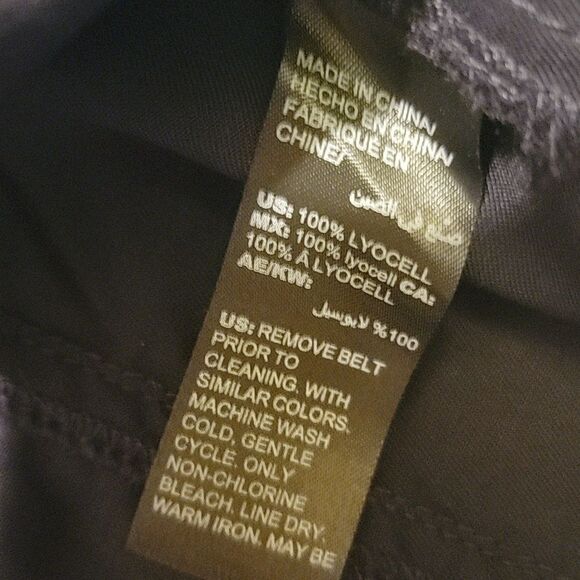 MADE IN CHINA/
HECHO EN CHINA/
FABRIQUÉ EN
CHINE/
صنع في الصين
US: 100% LYOCELL
MX: 100% lyocell CA:
100% Á LYOCELL
AE/KW:
100% لايوسيل
US: REMOVE BELT
PRIOR TO
CLEANING. WITH
SIMILAR COLORS.
MACHINE WASH
COLD, GENTLE
CYCLE. ONLY
NON-CHLORINE
BLEACH. LINE DRY.
WARM IRON. MAY BE